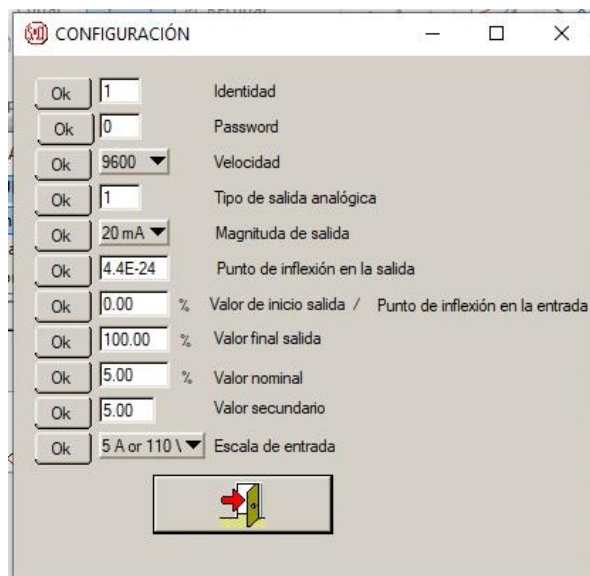 CONFIGURACIÓN
Ok 1 Identidad
Ok 0 Password
Ok 9600 Velocidad
Ok 1 Tipo de salida analógica
Ok 20 mA Magnituda de salida
Ok 4.4E-24 Punto de inflexión en la salida
Ok 0.00 % Valor de inicio salida / Punto de inflexión en la entrada
Ok 100.00 % Valor final salida
Ok 5.00 % Valor nominal
Ok 5.00 Valor secundario
Ok 5 A or 110 \ Escala de entrada